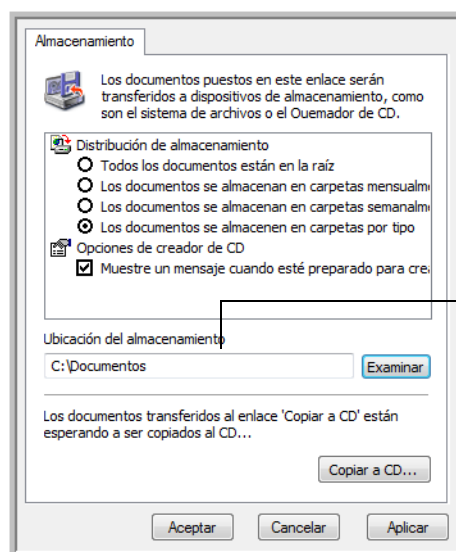 Almacenamiento
Los documentos puestos en este enlace serán
transferidos a dispositivos de almacenamiento, como
son el sistema de archivos o el Ouemador de CD.
Distribución de almacenamiento
Todos los documentos están en la raíz
Los documentos se almacenan en carpetas mensualm
Los documentos se almacenan en carpetas semanalm
Los documentos se almacenen en carpetas por tipo
Opciones de creador de CD
Muestre un mensaje cuando esté preparado para crea
Ubicación del almacenamiento
C:\Documentos
Examinar
Los documentos transferidos al enlace 'Copiar a CD' están
esperando a ser copiados al CD...
Copiar a CD...
Aceptar Cancelar Aplicar